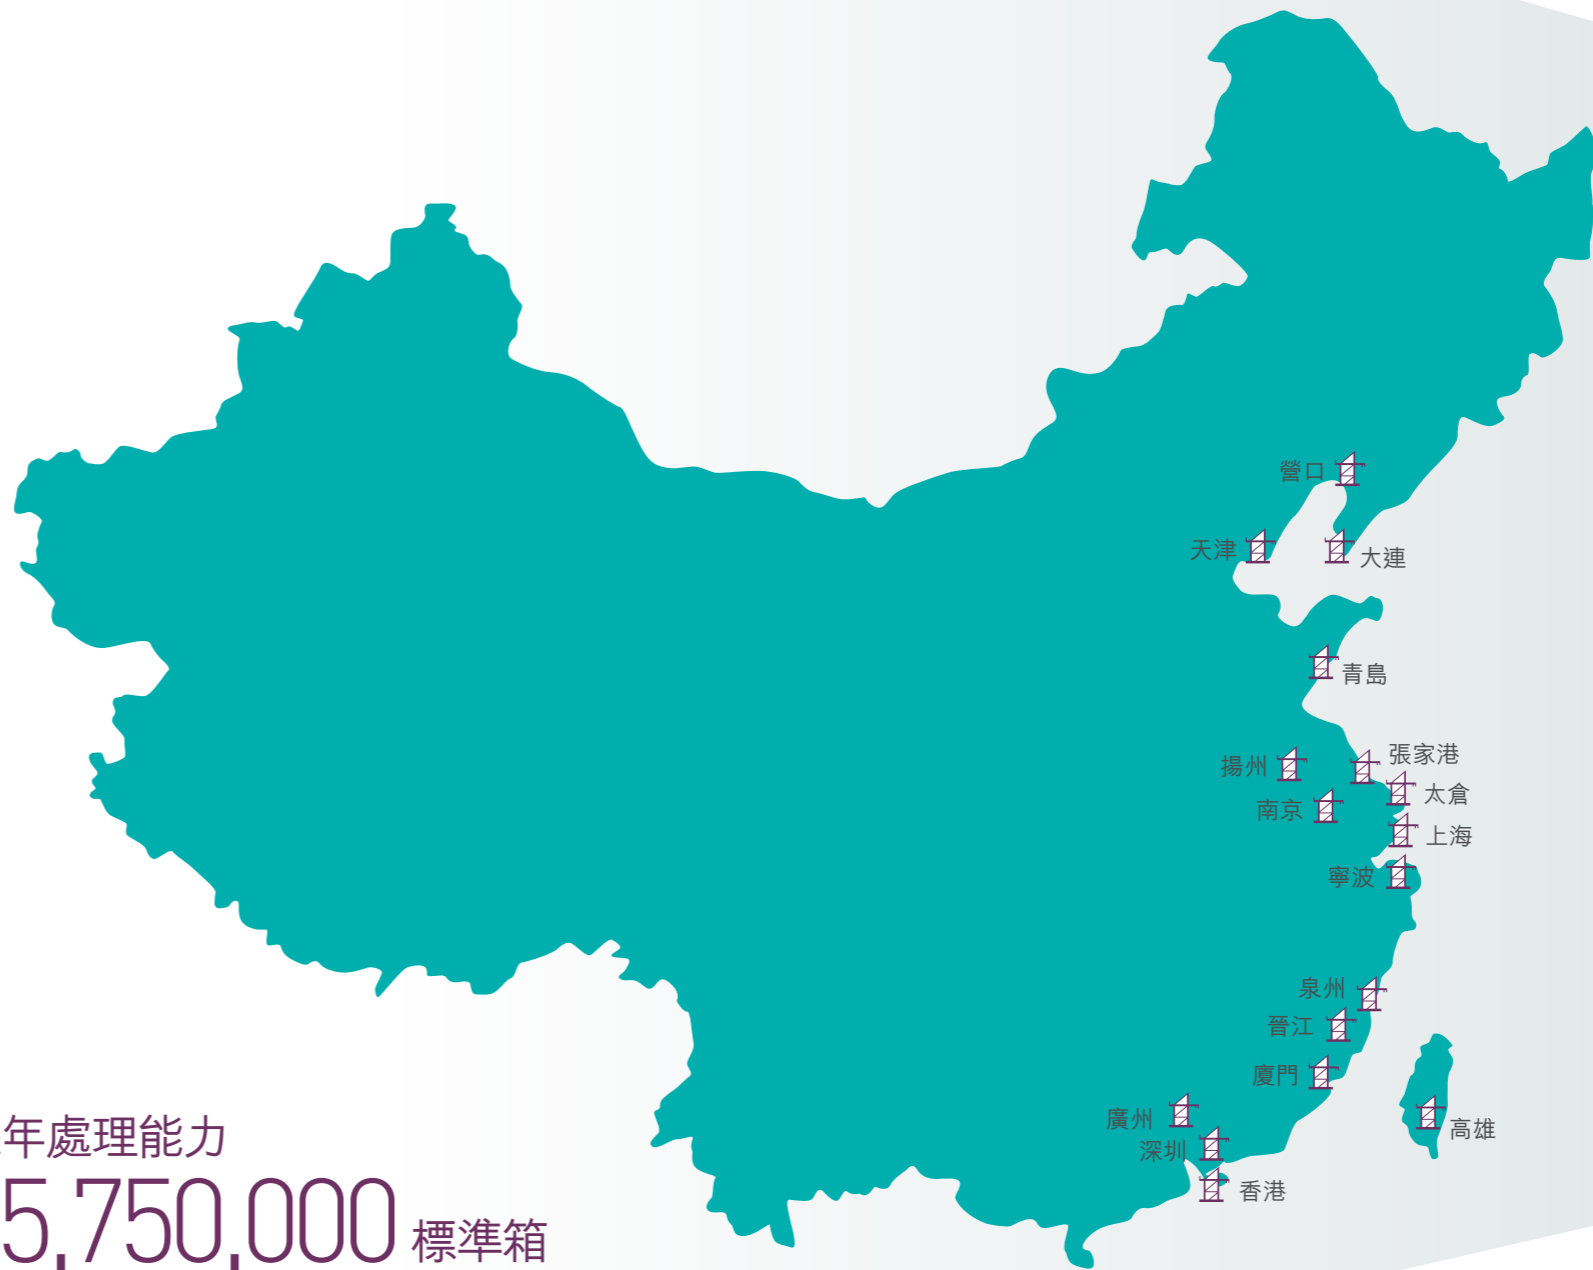 營口
天津
大連
青島
揚州
張家港
太倉
南京
上海
寧波
泉州
晉江
廈門
廣州
深圳
高雄
香港
年處理能力
5,750,000 標準箱